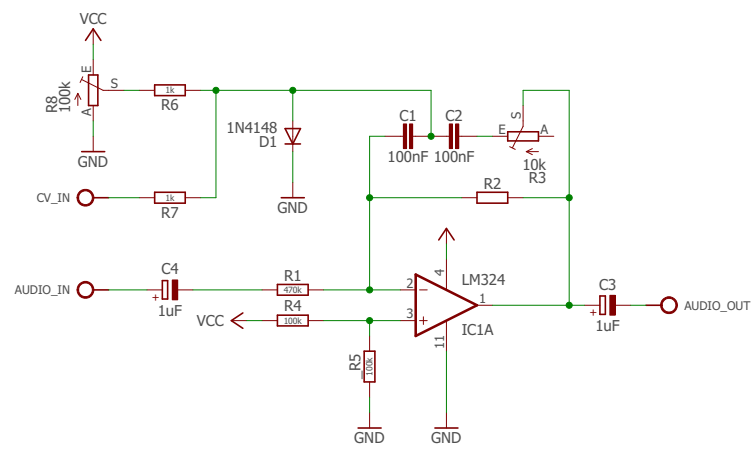 VCC
E
S
R8
100k
A
GND
1k
R6
1N4148
D1
GND
C1
100nF
C2
100nF
S
E
A
10k
R3
CV_IN
1k
R7
R2
AUDIO_IN
C4
+
1uF
R1
470k
R4
100k
VCC
R5
100k
GND
2
-
3
+
4
11
1
LM324
IC1A
GND
C3
+
1uF
AUDIO_OUT